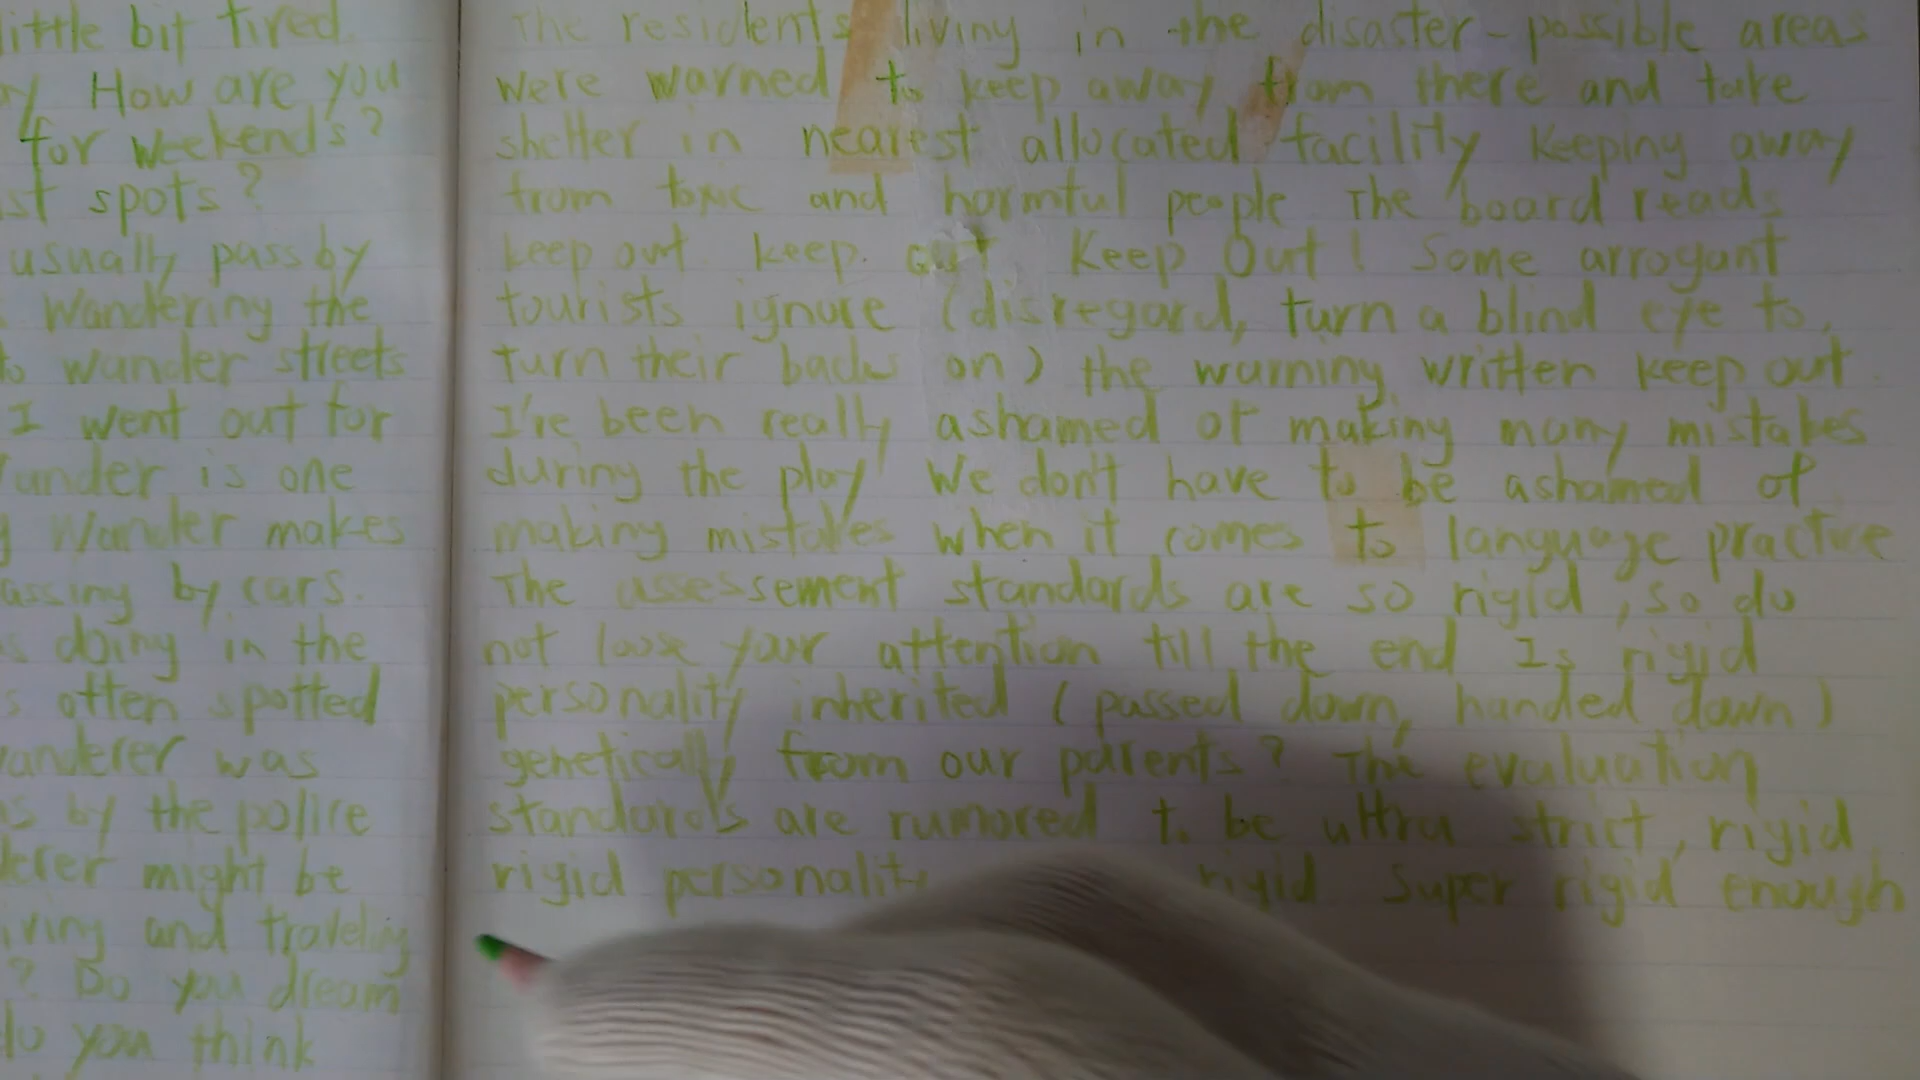 little bit tired.
How are you
for weekends?
st spots?
usually pass by
Wandering the
to wander streets
I went out for
ander is one
g Wander makes
assing by cars.
s doing in the
s often spotted
anderer was
as by the police
derer might be
iving and traveling
? Do you dream
do you think
The residents living in the disaster-possible areas
were warned to keep away from there and take
shelter in nearest allocated facility Keeping away
from toxic and harmful people The board reads
keep out keep out Keep Out! Some arrogant
tourists ignore (disregard, turn a blind eye to,
turn their backs on) the warning written keep out.
I've been really ashamed of making many mistakes
during the play We don't have to be ashamed of
making mistakes when it comes to language practice
The assessement standards are so rigid, so do
not loose your attention till the end Is rigid
personality inherited (passed down, handed down)
genetically from our parents? The evaluation
standards are rumored to be ultra strict, rigid
rigid personality rigid Super rigid enough